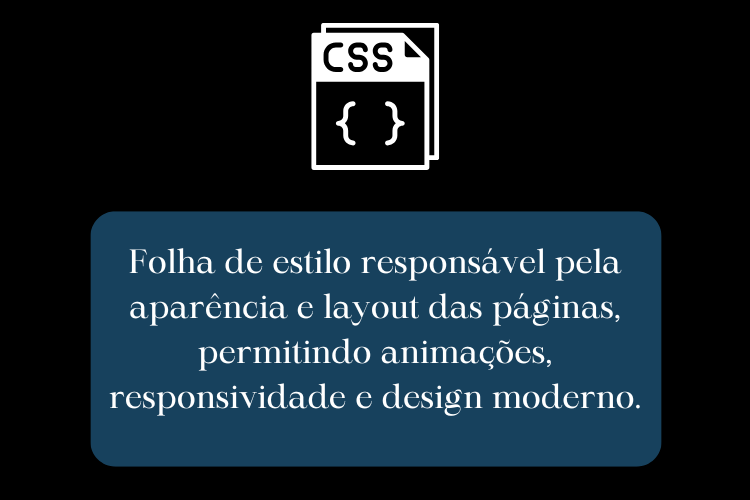 CSS
{ }
Folha de estilo responsável pela
aparência e layout das páginas,
permitindo animações,
responsividade e design moderno.